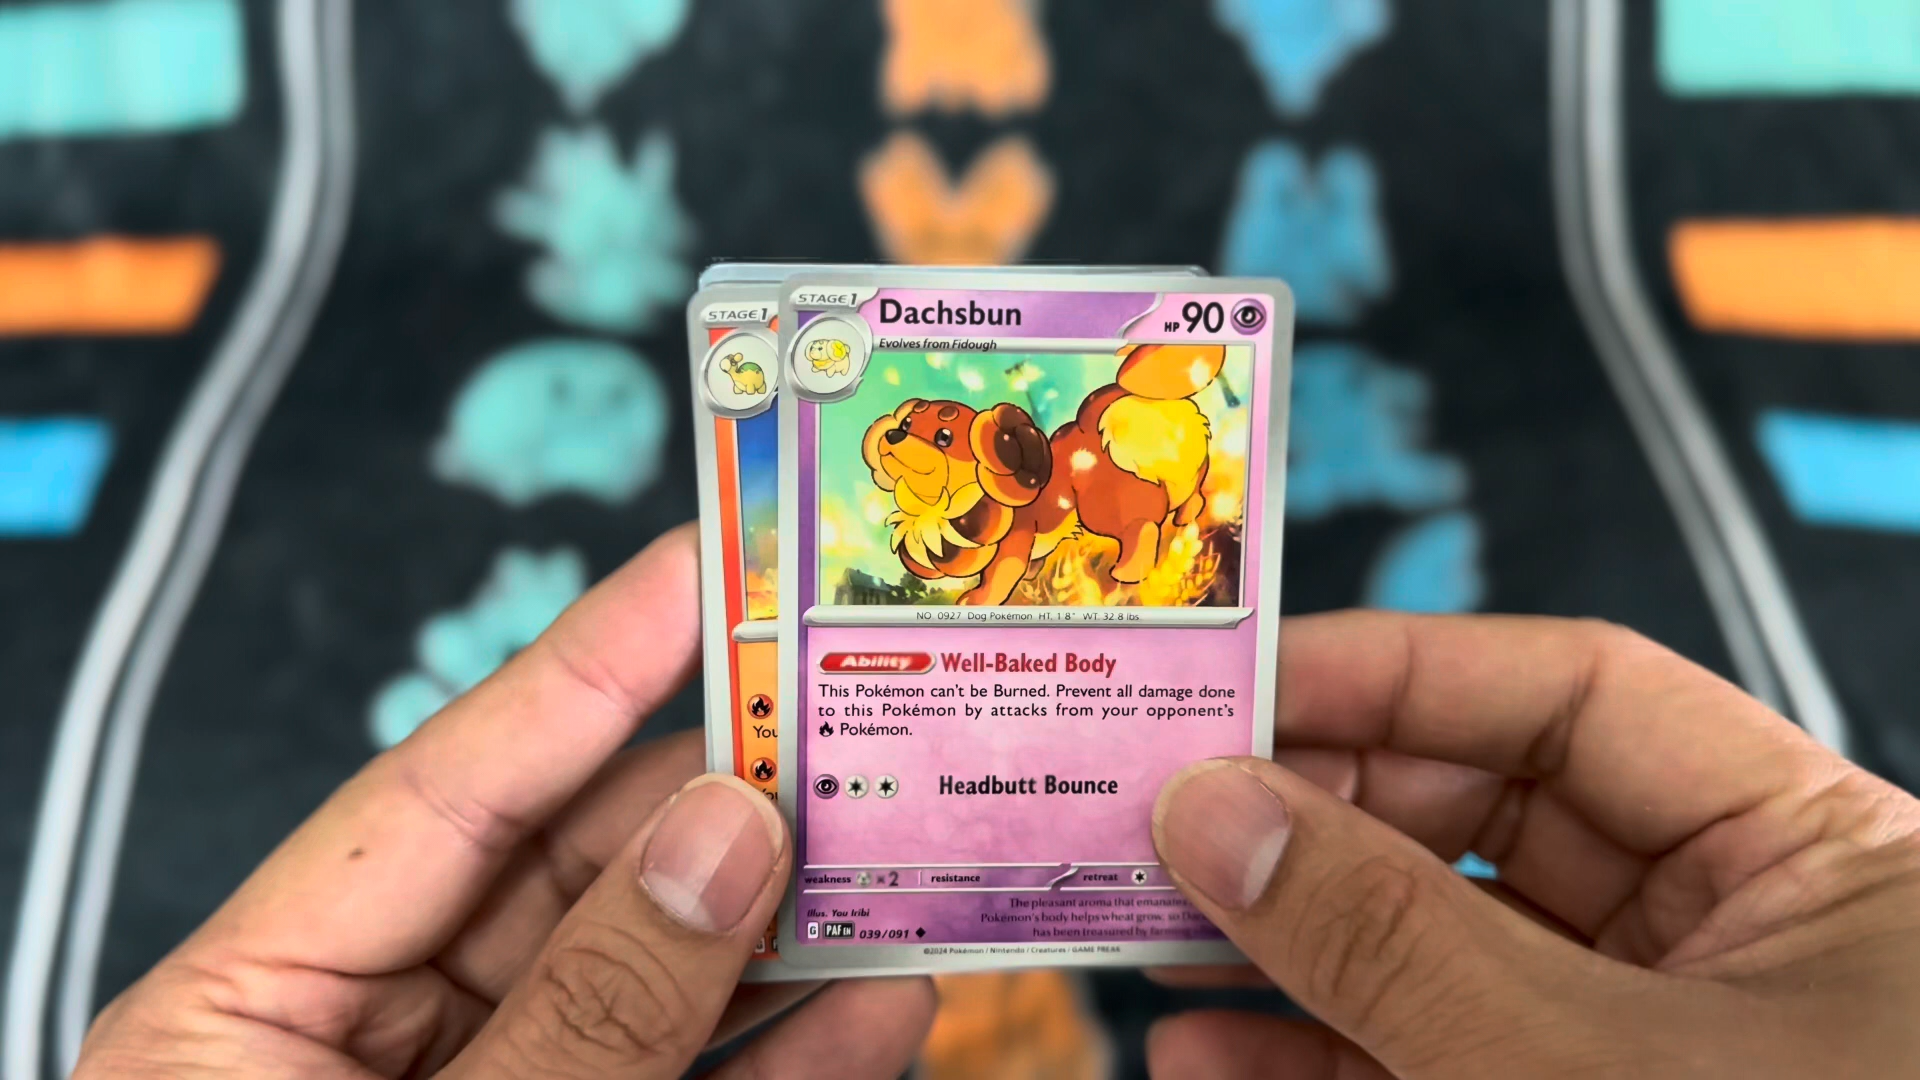 STAGE 1
STAGE 1
Dachsbun
HP 90
Evolves from Fidough
NO. 0927 Dog Pokémon HT. 1'8" WT. 32.8 lbs
Ability Well-Baked Body
This Pokémon can't be Burned. Prevent all damage done
to this Pokémon by attacks from your opponent's
Pokémon.
You
Headbutt Bounce
weakness ×2 resistance retreat
Illus. You Iribi
G PAF EN 039/091
The pleasant aroma that emanates
Pokémon's body helps wheat grow, so
has been treasured by farming
©2024 Pokémon / Nintendo / Creatures / GAME FREAK